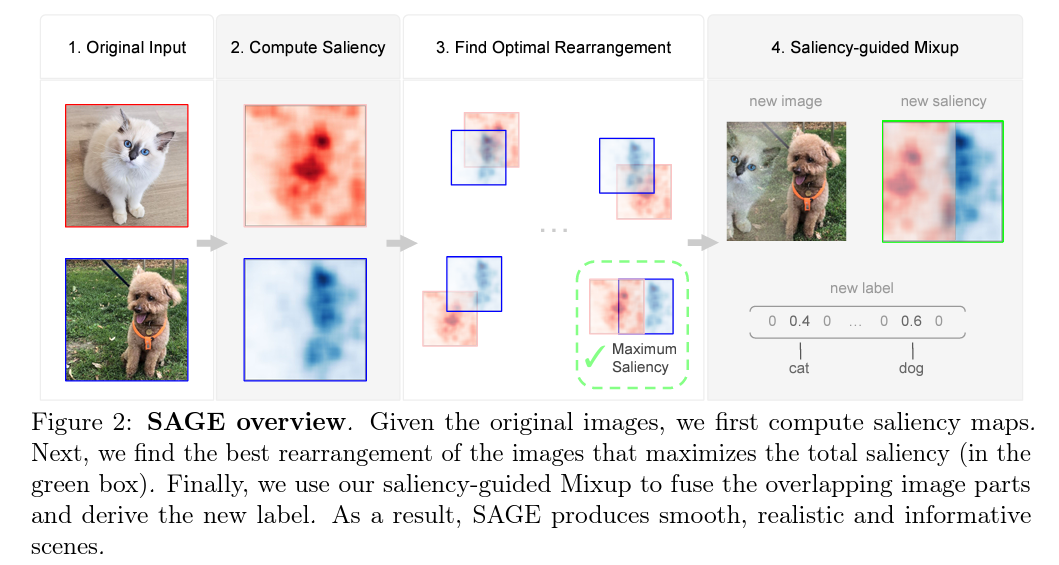 1. Original Input
2. Compute Saliency
3. Find Optimal Rearrangement
4. Saliency-guided Mixup
new image
new saliency
...
✓ Maximum
Saliency
new label
0 0.4 0 ... 0 0.6 0
cat
dog
Figure 2: SAGE overview. Given the original images, we first compute saliency maps.
Next, we find the best rearrangement of the images that maximizes the total saliency (in the
green box). Finally, we use our saliency-guided Mixup to fuse the overlapping image parts
and derive the new label. As a result, SAGE produces smooth, realistic and informative
scenes.